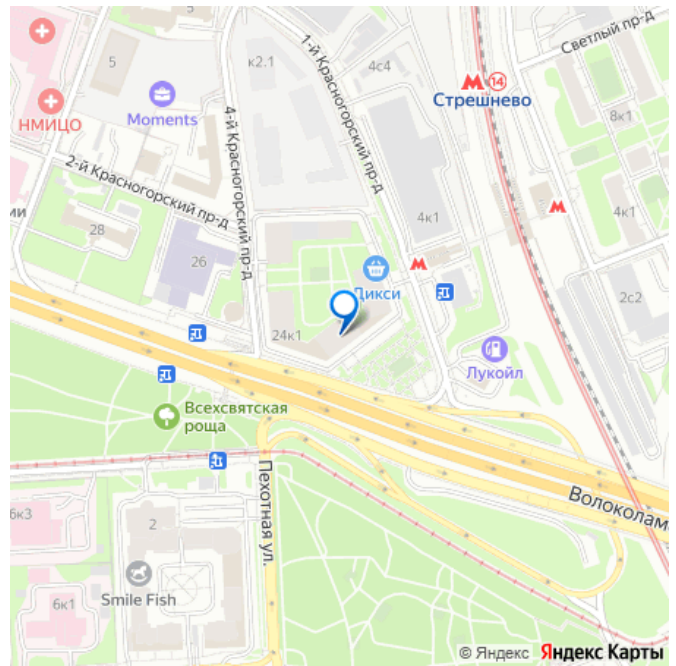 5
НМИЦО
Moments
к2.1
1-й Красногорский пр-д
4с4
14
Стрешнево
Светлый пр-д
8к1
4-й Красногорский пр-д
2-й Красногорский пр-д
ии
28
26
4к1
4к1
Дикси
24к1
Лукойл
2с2
Всехсвятская
роща
Пехотная ул.
Волоколам
6к3
2
Smile Fish
6к1
© Яндекс Яндекс Карты